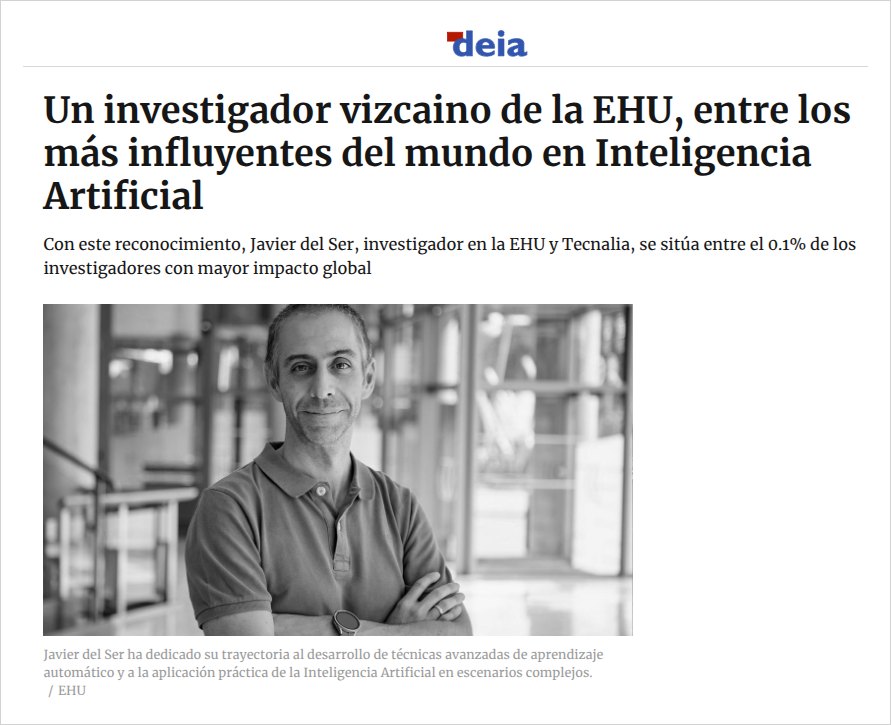 deia
Un investigador vizcaino de la EHU, entre los
más influyentes del mundo en Inteligencia
Artificial
Con este reconocimiento, Javier del Ser, investigador en la EHU y Tecnalia, se sitúa entre el 0.1% de los
investigadores con mayor impacto global
Javier del Ser ha dedicado su trayectoria al desarrollo de técnicas avanzadas de aprendizaje
automático y a la aplicación práctica de la Inteligencia Artificial en escenarios complejos.
/ EHU